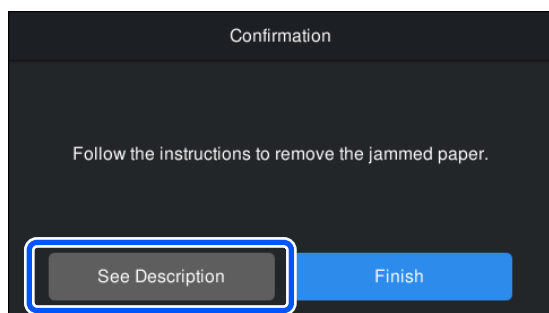 Confirmation
Follow the instructions to remove the jammed paper.
See Description
Finish